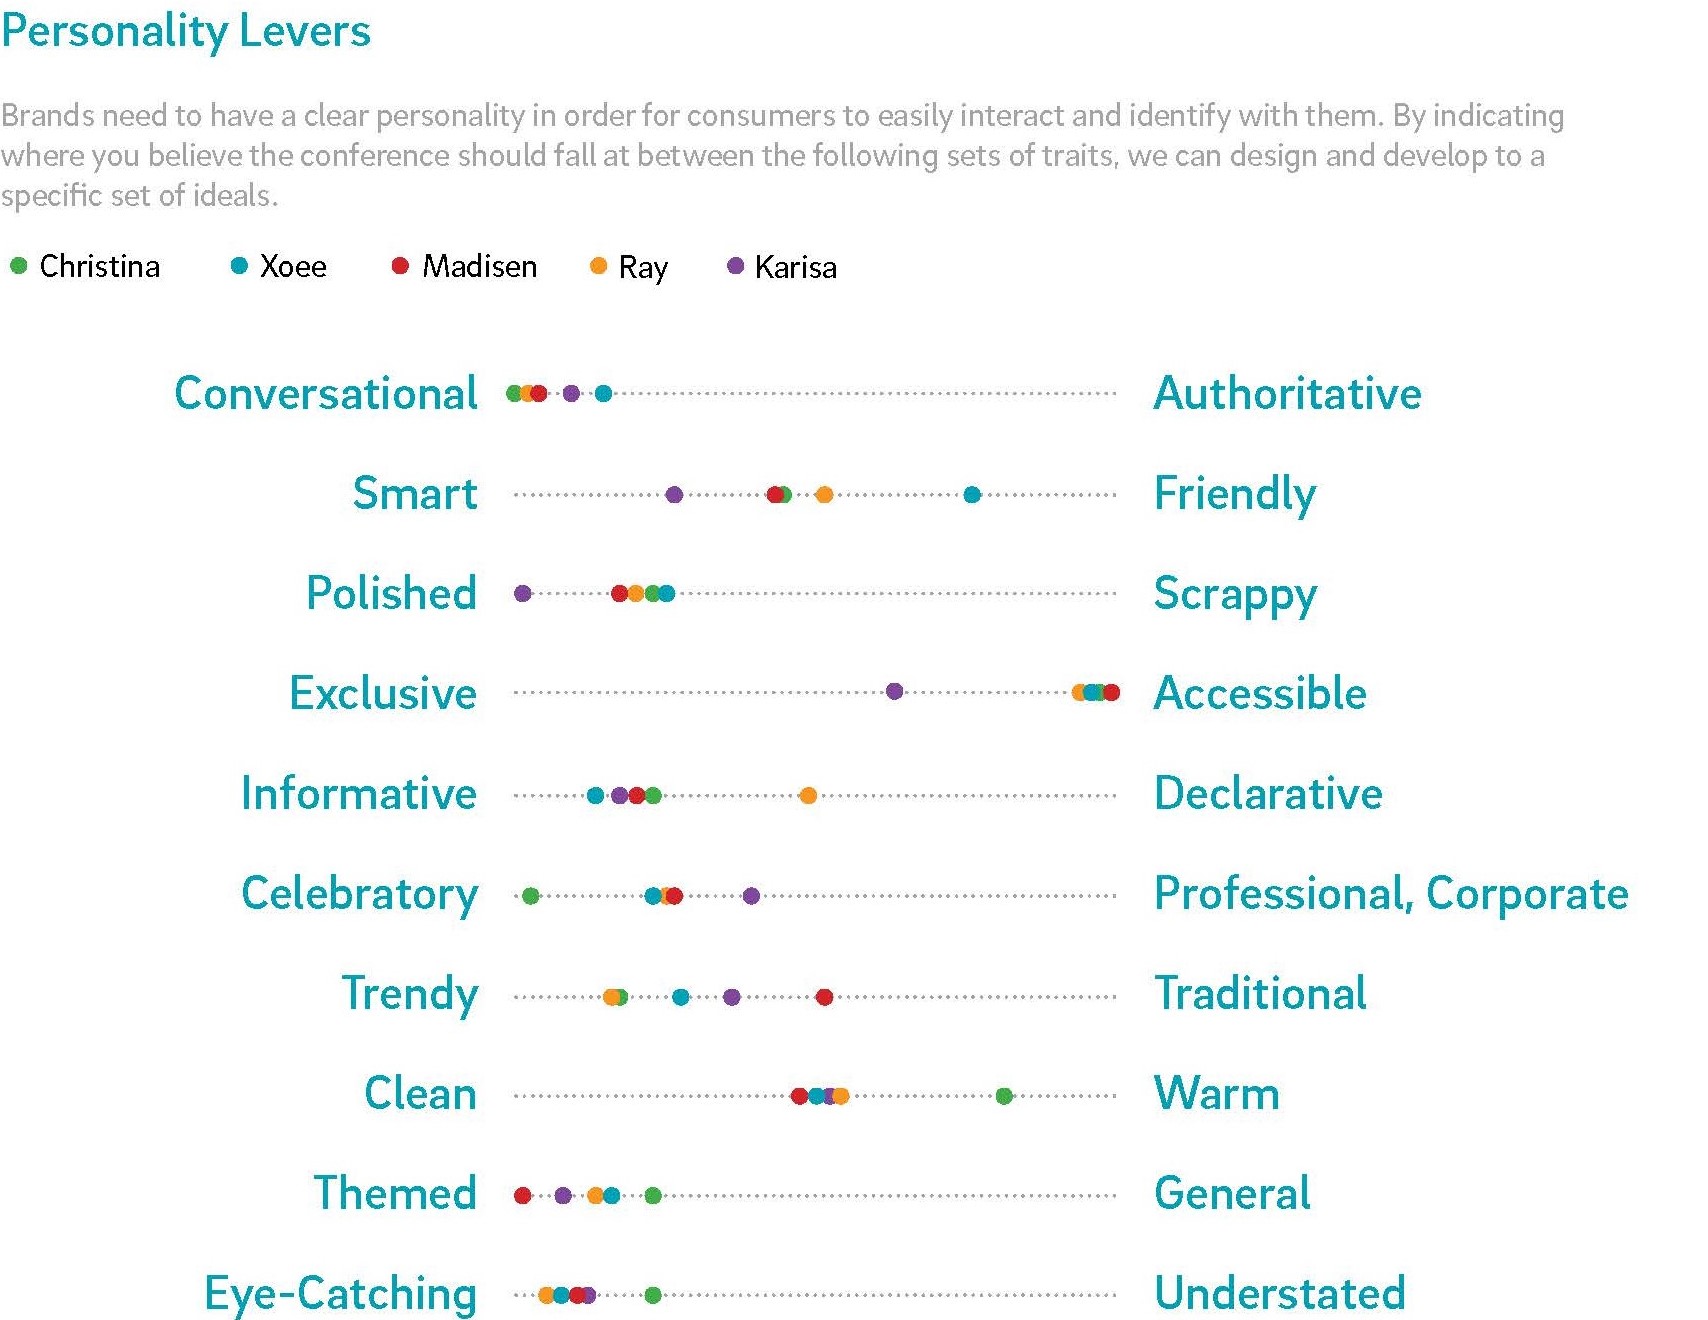 Personality Levers
Brands need to have a clear personality in order for consumers to easily interact and identify with them. By indicating
where you believe the conference should fall at between the following sets of traits, we can design and develop to a
specific set of ideals.
Christina Xoee Madisen Ray Karisa
Conversational Authoritative
Smart Friendly
Polished Scrappy
Exclusive Accessible
Informative Declarative
Celebratory Professional, Corporate
Trendy Traditional
Clean Warm
Themed General
Eye-Catching Understated